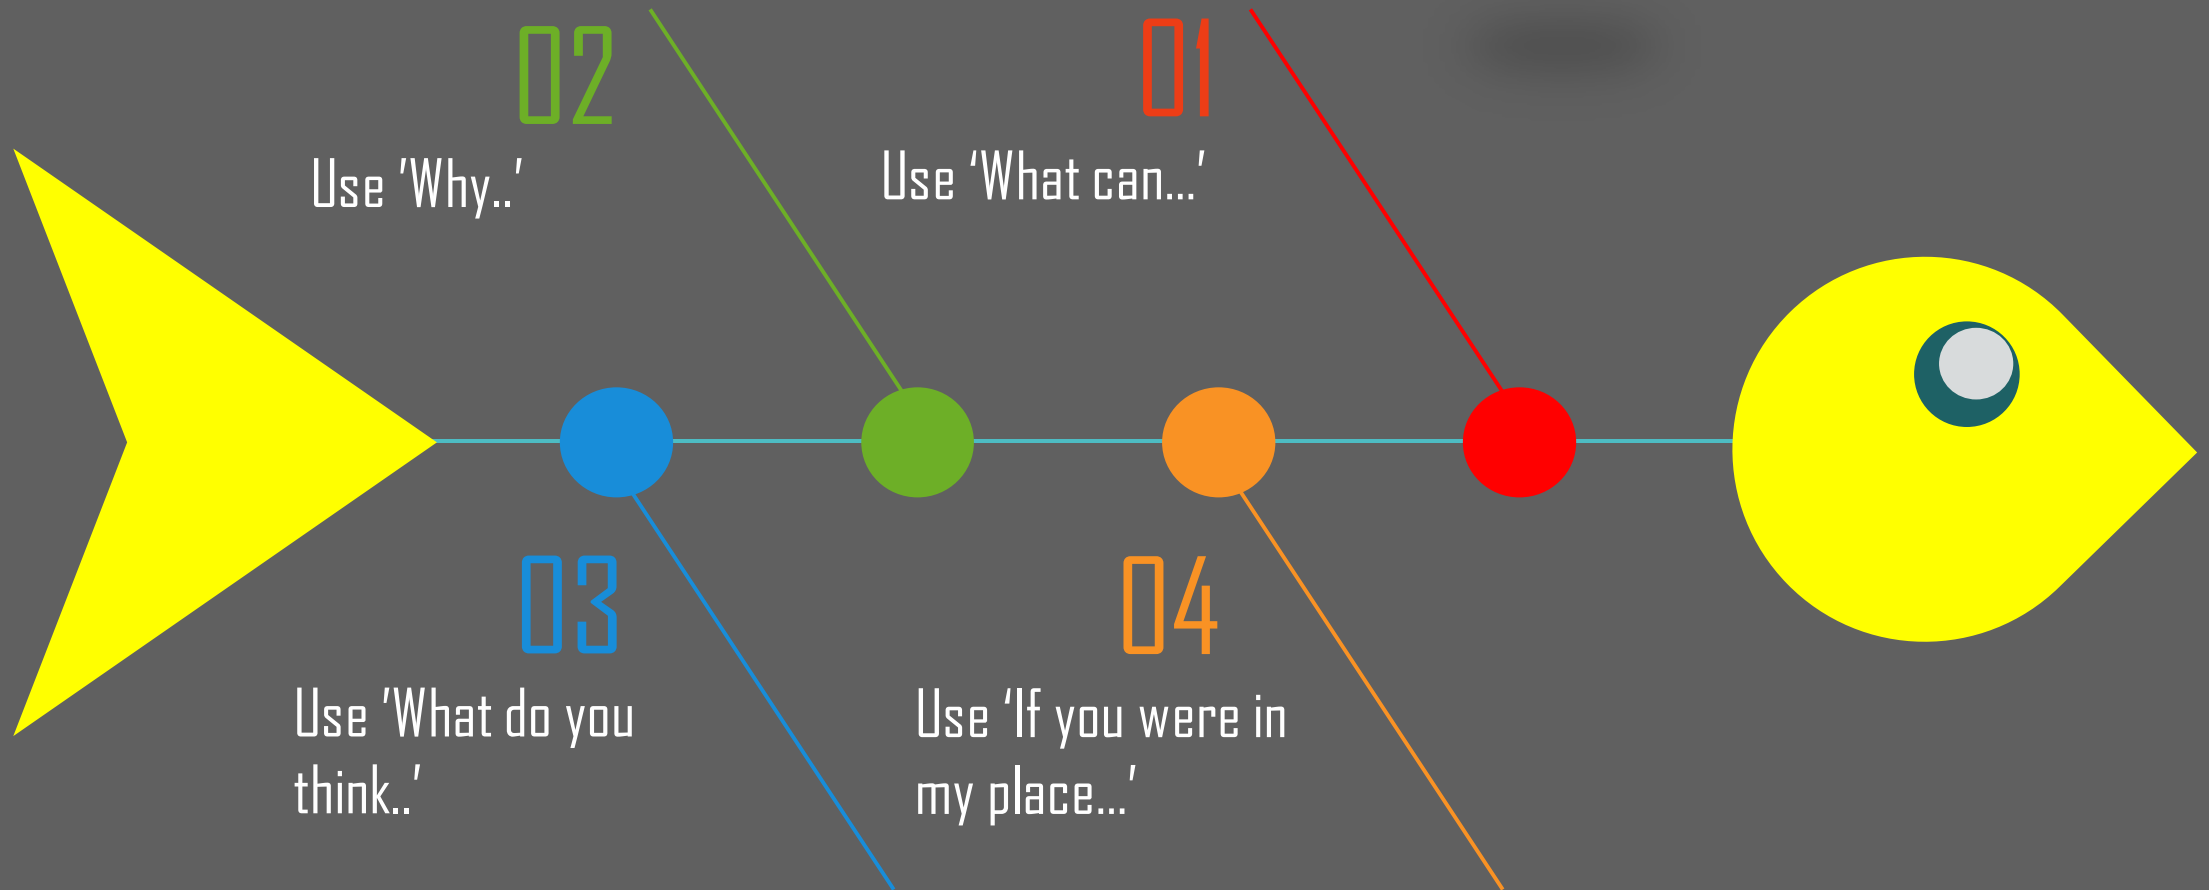 02
Use ‘Why..’
01
Use ‘What can...’
03
Use ‘What do you
think..’
04
Use ‘If you were in
my place...’